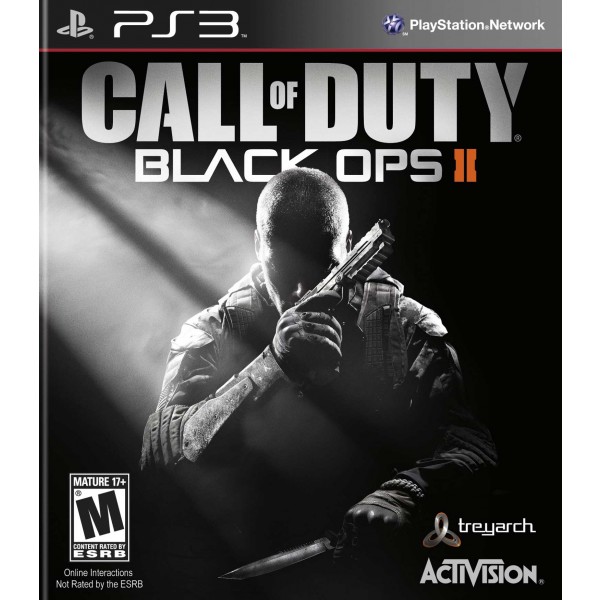 PS3™
PlayStation®Network
CALL OF DUTY®
BLACK OPS II
MATURE 17+
M
CONTENT RATED BY
ESRB
Online Interactions
Not Rated by the ESRB
treyarch
ACTIVISION®